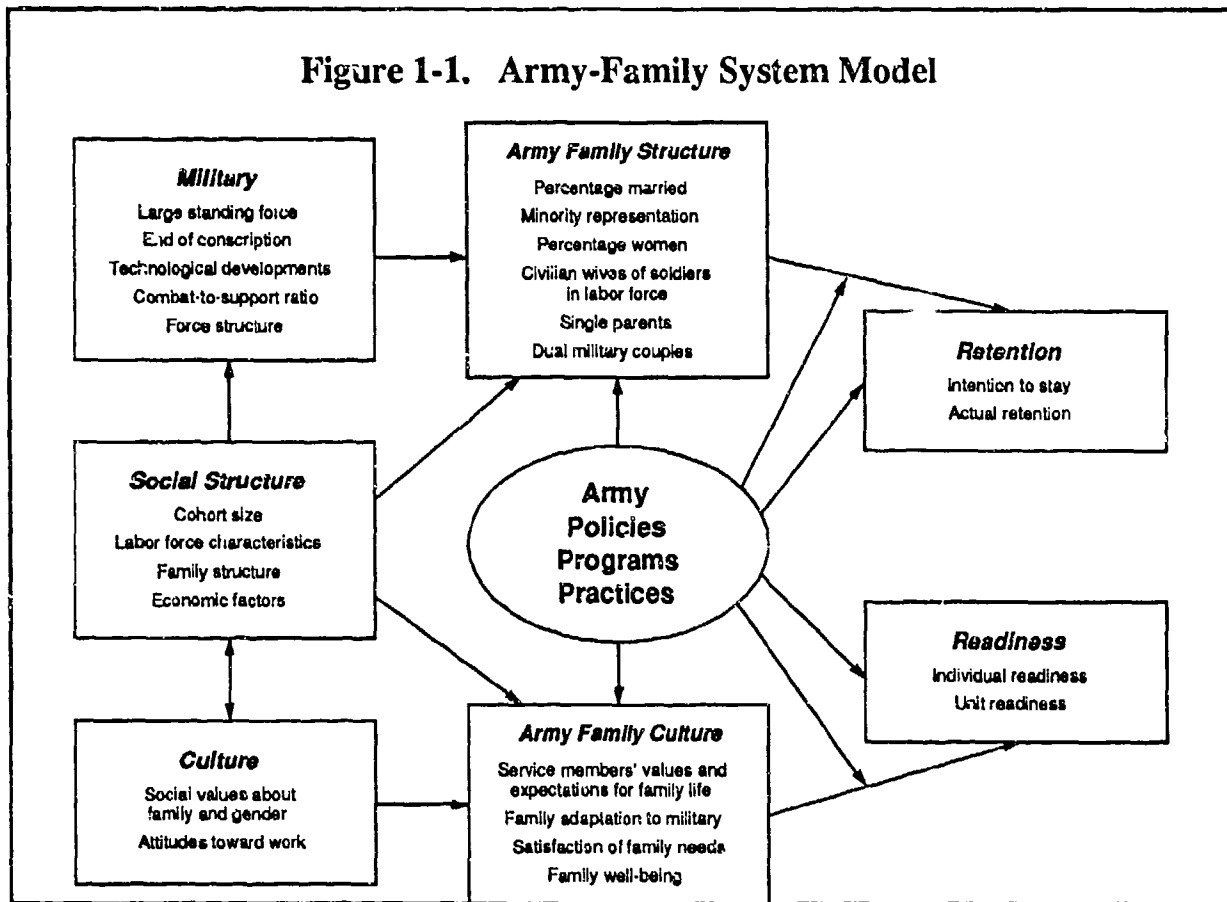 Figure 1-1. Army-Family System Model
Military
Large standing force
End of conscription
Technological developments
Combat-to-support ratio
Force structure
Army Family Structure
Percentage married
Minority representation
Percentage women
Civilian wives of soldiers
in labor force
Single parents
Dual military couples
Retention
Intention to stay
Actual retention
Social Structure
Cohort size
Labor force characteristics
Family structure
Economic factors
Army
Policies
Programs
Practices
Readiness
Individual readiness
Unit readiness
Culture
Social values about
family and gender
Attitudes toward work
Army Family Culture
Service members' values and
expectations for family life
Family adaptation to military
Satisfaction of family needs
Family well-being